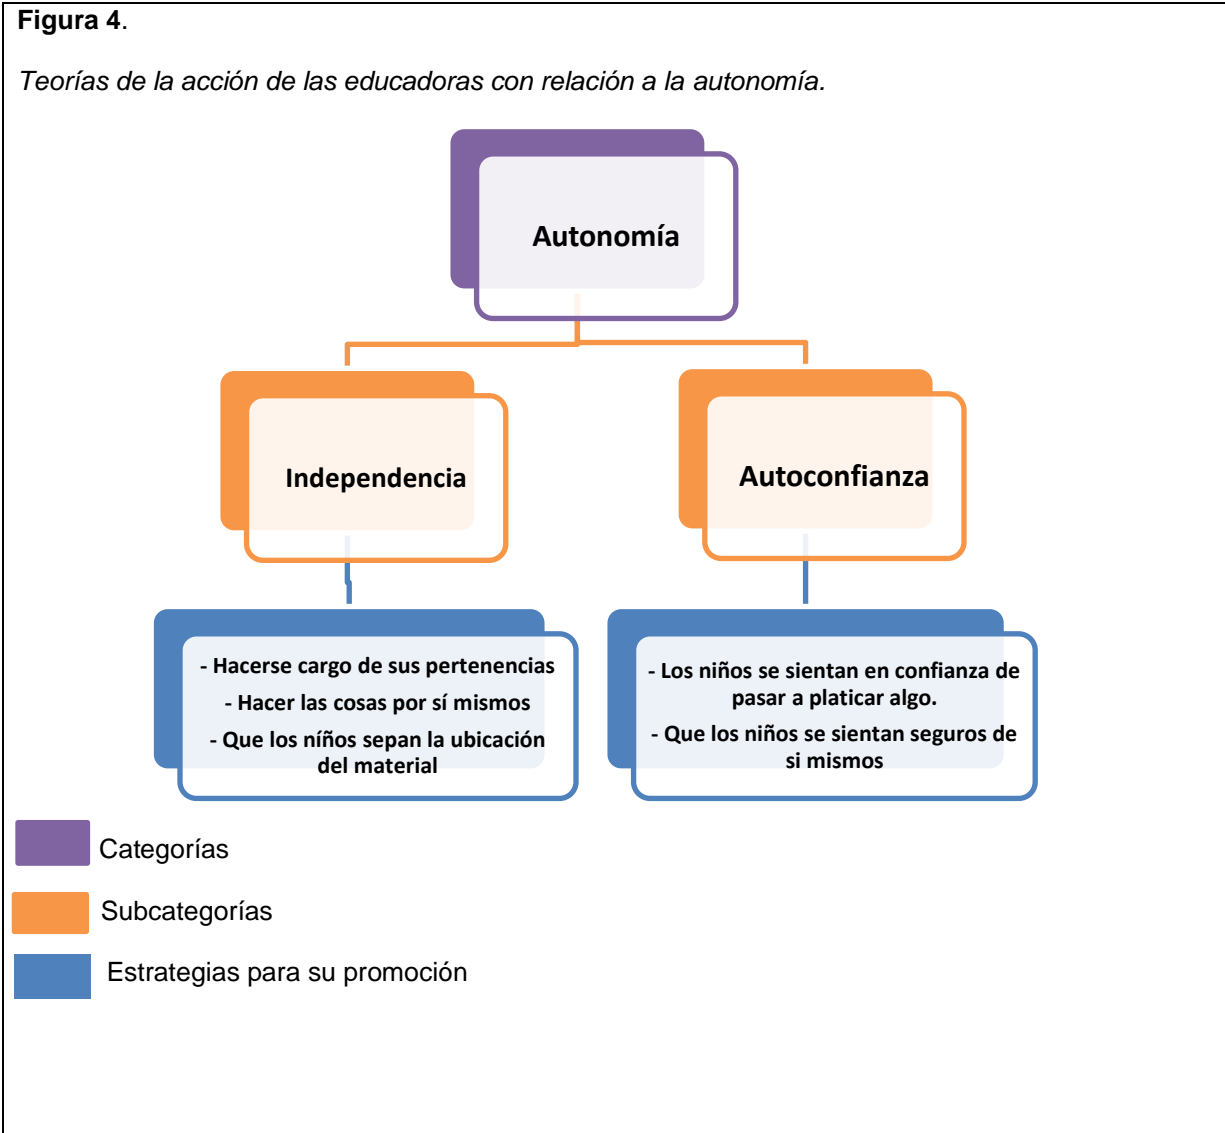 Figura 4.
Teorías de la acción de las educadoras con relación a la autonomía.
Autonomía
Independencia
Autoconfianza
- Hacerse cargo de sus pertenencias
- Hacer las cosas por sí mismos
- Que los níños sepan la ubicación
del material
- Los niños se sientan en confianza de
pasar a platicar algo.
- Que los niños se sientan seguros de
si mismos
Categorías
Subcategorías
Estrategias para su promoción